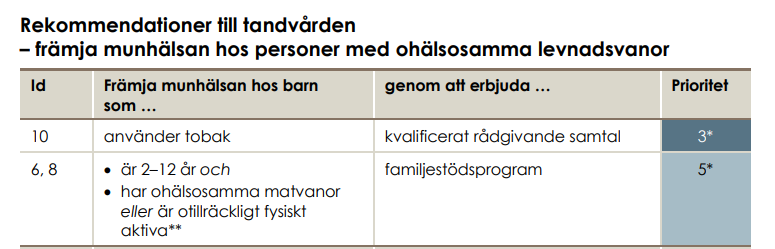 Rekommendationer till tandvården
– främja munhälsan hos personer med ohälsosamma levnadsvanor
Id Främja munhälsan hos barn som … genom att erbjuda … Prioritet
10 använder tobak kvalificerat rådgivande samtal 3*
6, 8 • är 2–12 år och familjestödsprogram 5*
• har ohälsosamma matvanor
eller är otillräckligt fysiskt
aktiva**